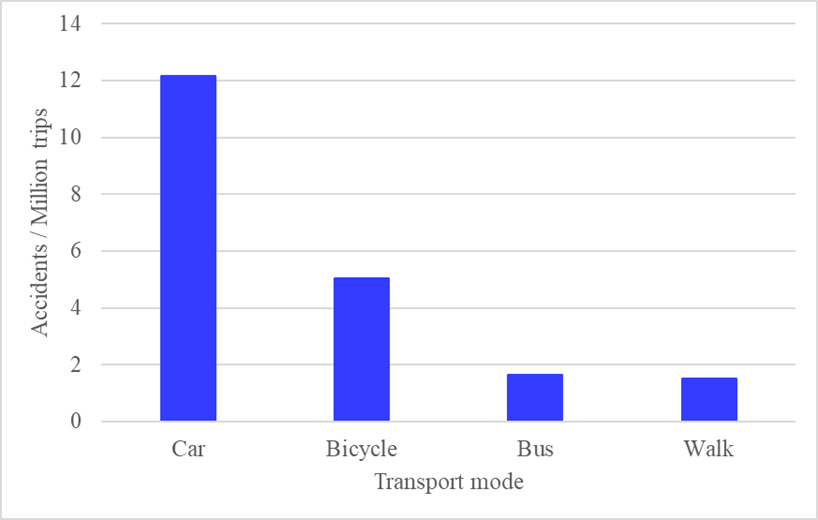 14
12
10
8
6
4
2
0
Accidents / Million trips
Car Bicycle Bus Walk
Transport mode